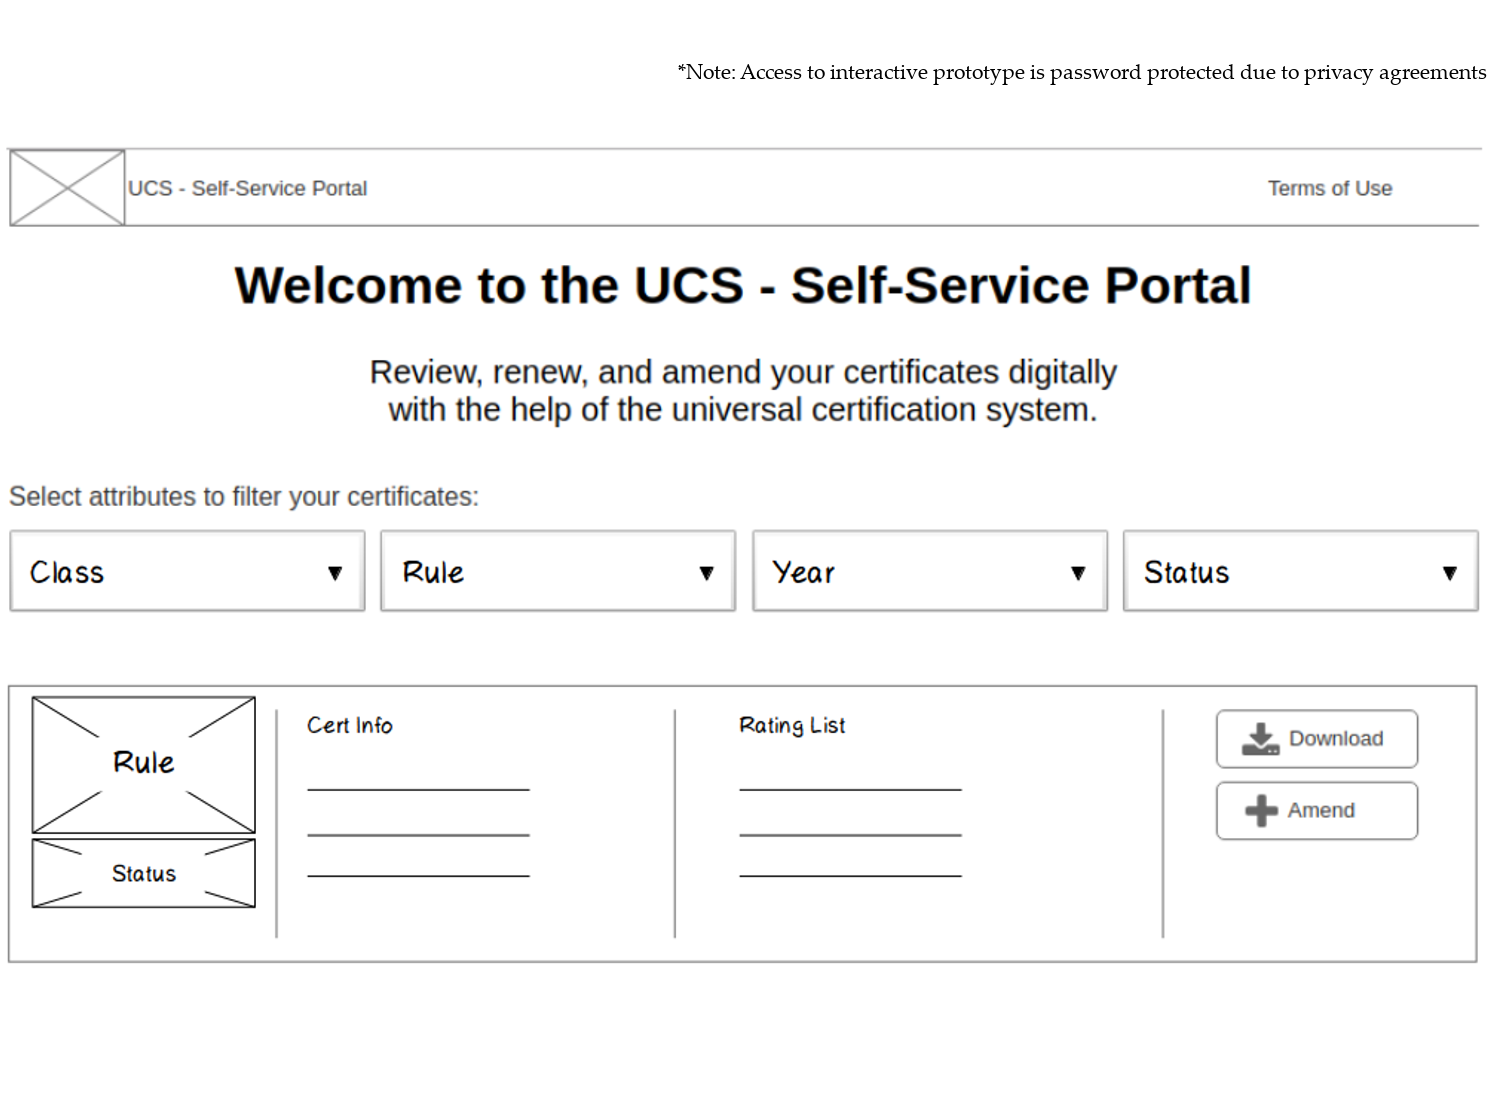 *Note: Access to interactive prototype is password protected due to privacy agreements
UCS - Self-Service Portal
Terms of Use
Welcome to the UCS - Self-Service Portal
Review, renew, and amend your certificates digitally
with the help of the universal certification system.
Select attributes to filter your certificates:
Class
Rule
Year
Status
Rule
Status
Cert Info
Rating List
Download
Amend